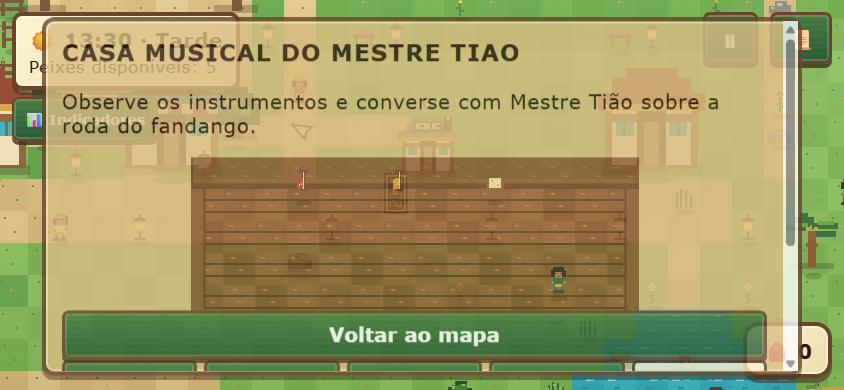 13:30 · Tarde
CASA MUSICAL DO MESTRE TIAO
Peixes disponíveis: 5
Observe os instrumentos e converse com Mestre Tião sobre a
roda do fandango.
Indicadores
Voltar ao mapa
0